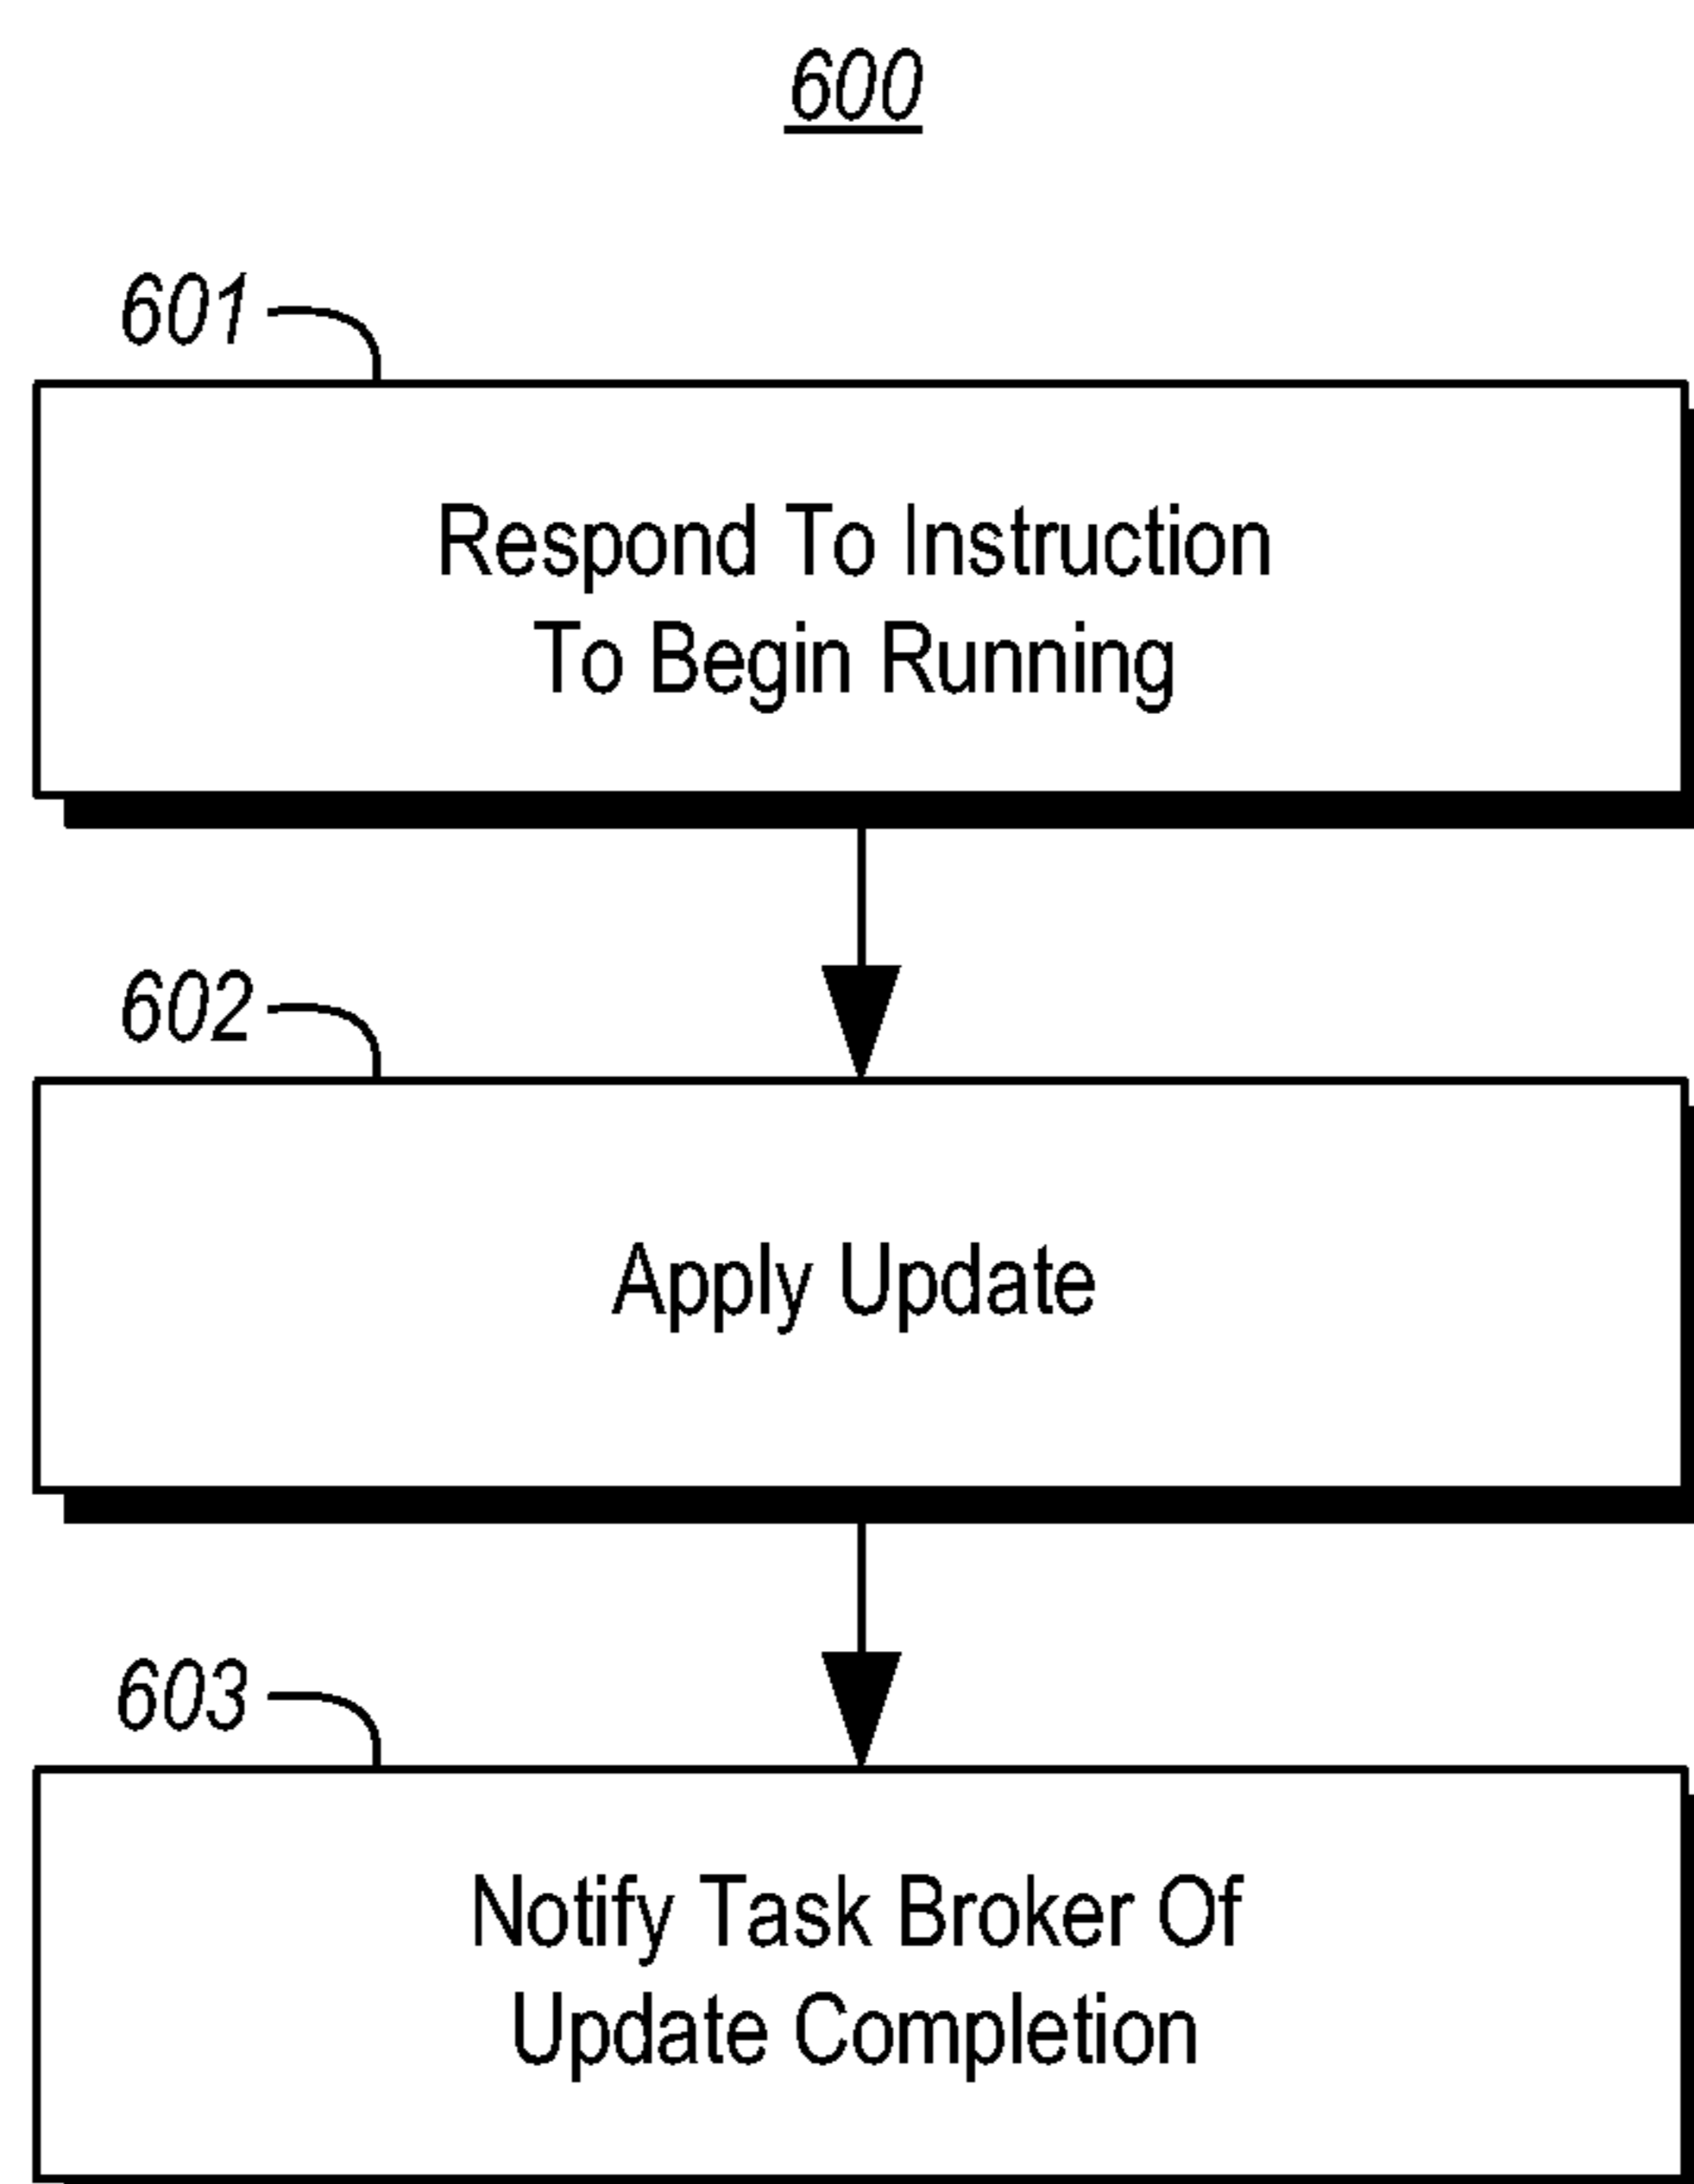 600
601
Respond To Instruction
To Begin Running
602
Apply Update
603
Notify Task Broker Of
Update Completion